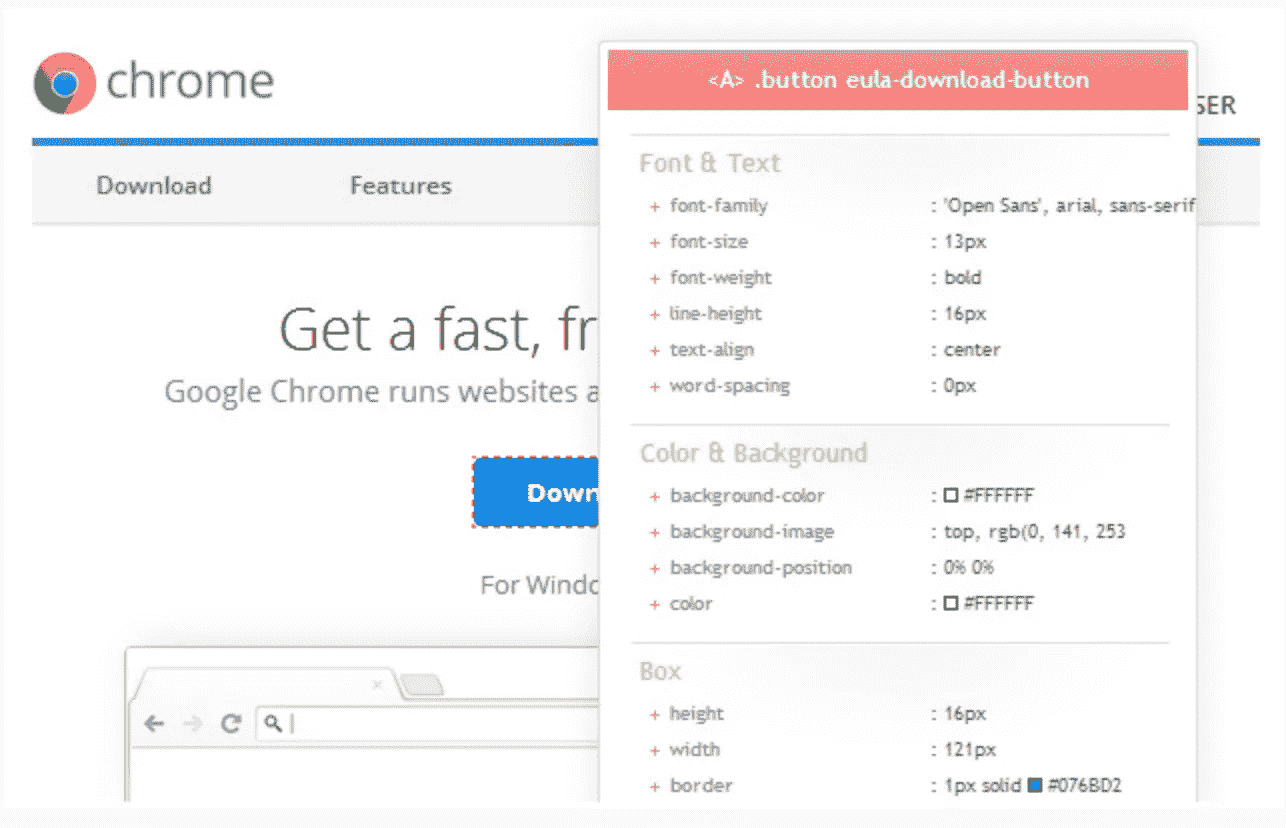 chrome
SER
Download Features
Get a fast, fr
Google Chrome runs websites a
Down
For Windo
<A> .button eula-download-button
Font & Text
+ font-family : 'Open Sans', arial, sans-serif
+ font-size : 13px
+ font-weight : bold
+ line-height : 16px
+ text-align : center
+ word-spacing : 0px
Color & Background
+ background-color : #FFFFFF
+ background-image : top, rgb(0, 141, 253
+ background-position : 0% 0%
+ color : #FFFFFF
Box
+ height : 16px
+ width : 121px
+ border : 1px solid #076BD2